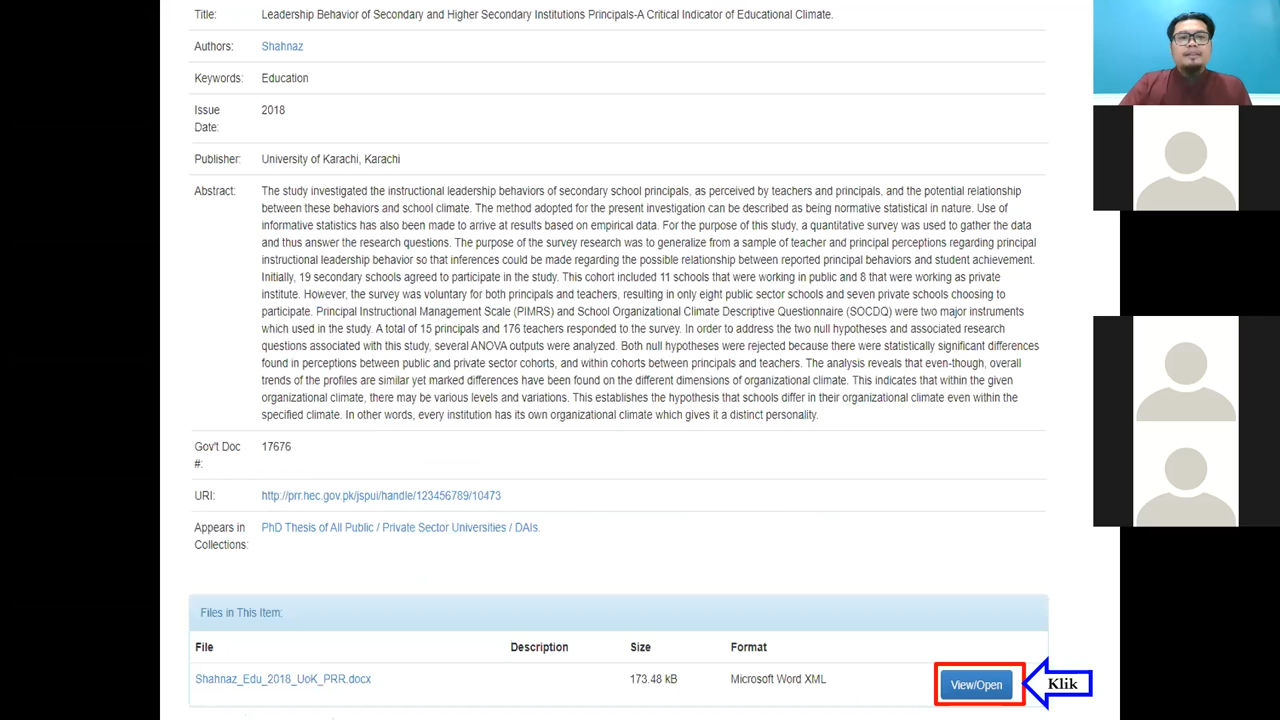 Title: Leadership Behavior of Secondary and Higher Secondary Institutions Principals-A Critical Indicator of Educational Climate.
Authors: Shahnaz
Keywords: Education
Issue Date: 2018
Publisher: University of Karachi, Karachi
Abstract: The study investigated the instructional leadership behaviors of secondary school principals, as perceived by teachers and principals, and the potential relationship
between these behaviors and school climate. The method adopted for the present investigation can be described as being normative statistical in nature. Use of
informative statistics has also been made to arrive at results based on empirical data. For the purpose of this study, a quantitative survey was used to gather the data
and thus answer the research questions. The purpose of the survey research was to generalize from a sample of teacher and principal perceptions regarding principal
instructional leadership behavior so that inferences could be made regarding the possible relationship between reported principal behaviors and student achievement.
Initially, 19 secondary schools agreed to participate in the study. This cohort included 11 schools that were working in public and 8 that were working as private
institute. However, the survey was voluntary for both principals and teachers, resulting in only eight public sector schools and seven private schools choosing to
participate. Principal Instructional Management Scale (PIMRS) and School Organizational Climate Descriptive Questionnaire (SOCDQ) were two major instruments
which used in the study. A total of 15 principals and 176 teachers responded to the survey. In order to address the two null hypotheses and associated research
questions associated with this study, several ANOVA outputs were analyzed. Both null hypotheses were rejected because there were statistically significant differences
found in perceptions between public and private sector cohorts, and within cohorts between principals and teachers. The analysis reveals that even-though, overall
trends of the profiles are similar yet marked differences have been found on the different dimensions of organizational climate. This indicates that within the given
organizational climate, there may be various levels and variations. This establishes the hypothesis that schools differ in their organizational climate even within the
specified climate. In other words, every institution has its own organizational climate which gives it a distinct personality.
Gov't Doc #: 17676
URI: http://prr.hec.gov.pk/jspui/handle/123456789/10473
Appears in Collections: PhD Thesis of All Public / Private Sector Universities / DAIs.
Files in This Item:
File Description Size Format
Shahnaz_Edu_2018_UoK_PRR.docx 173.48 kB Microsoft Word XML View/Open Klik